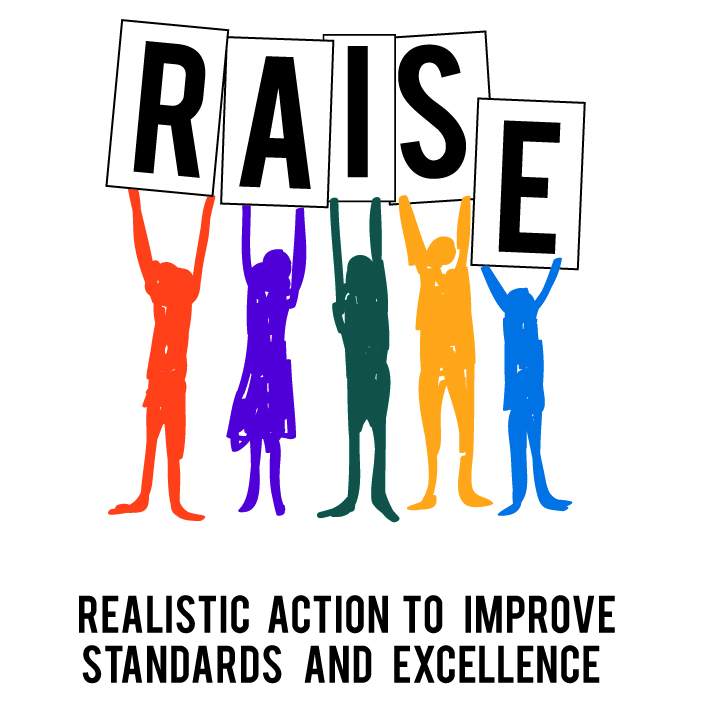 RAISE
REALISTIC ACTION TO IMPROVE
STANDARDS AND EXCELLENCE